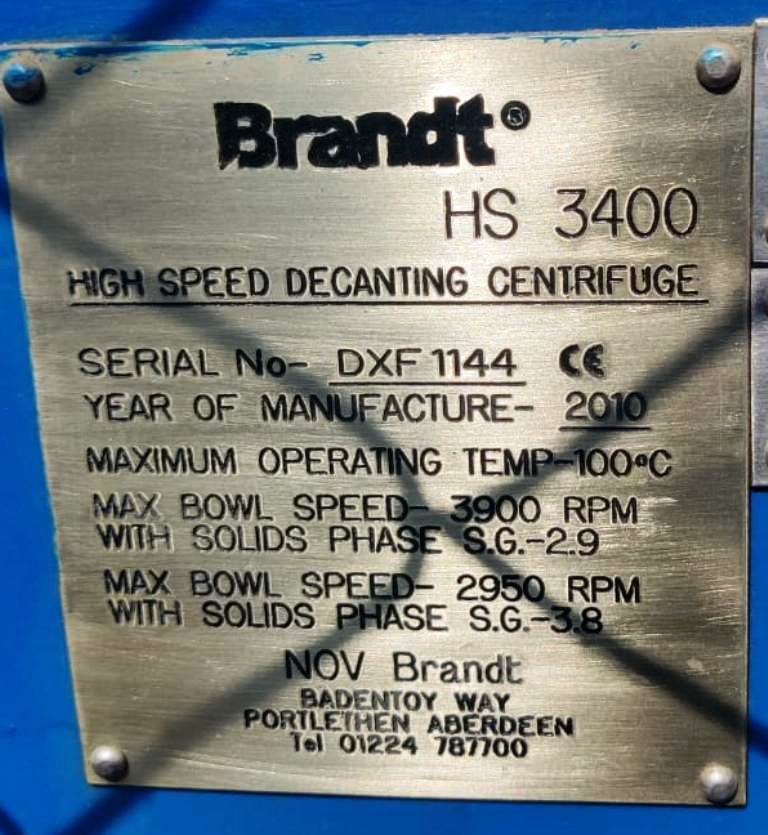 Brandt®
HS 3400
HIGH SPEED DECANTING CENTRIFUGE
SERIAL No- DXF 1144 CE
YEAR OF MANUFACTURE- 2010
MAXIMUM OPERATING TEMP-100°C
MAX BOWL SPEED- 3900 RPM
WITH SOLIDS PHASE S.G.-2.9
MAX BOWL SPEED- 2950 RPM
WITH SOLIDS PHASE S.G.-3.8
NOV Brandt
BADENTOY WAY
PORTLETHEN ABERDEEN
Tel 01224 787700